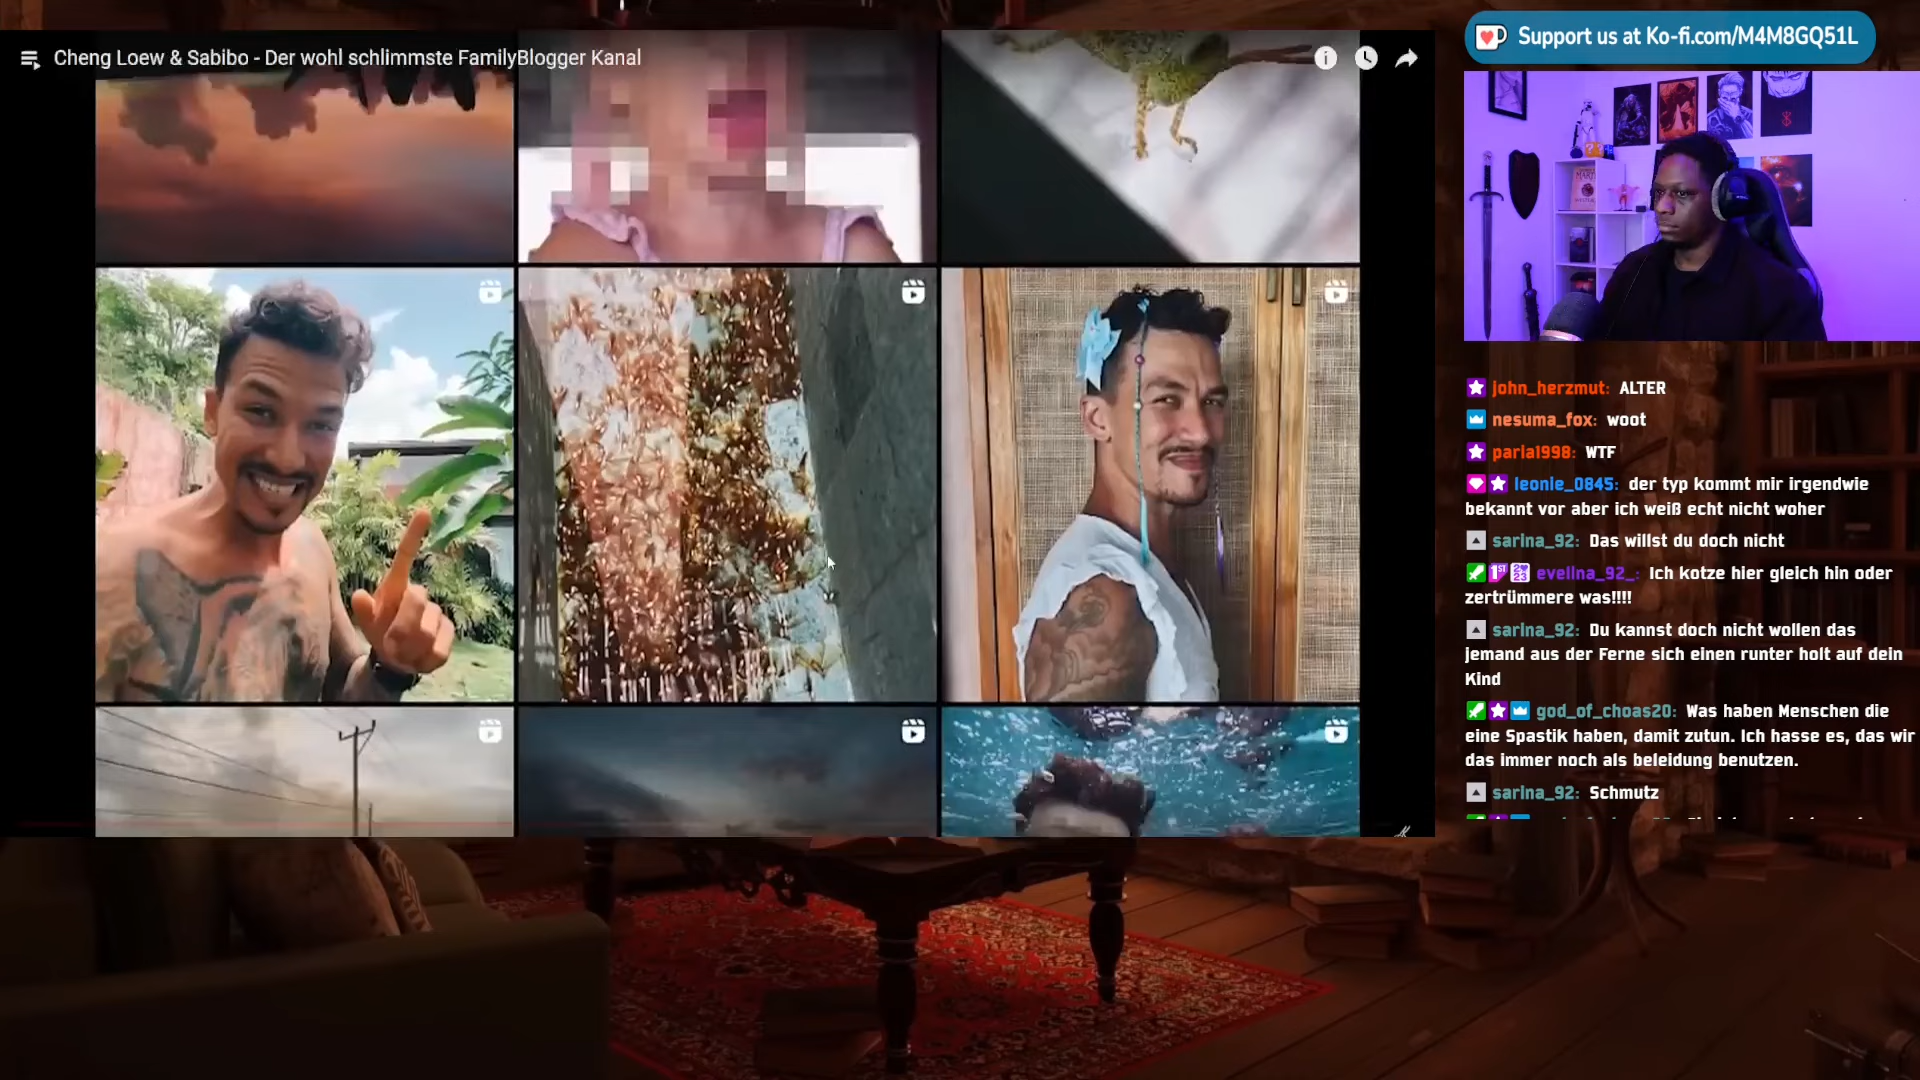 Cheng Loew & Sabibo - Der wohl schlimmste FamilyBlogger Kanal
Support us at Ko-fi.com/M4M8GQ51L
john_herzmut: ALTER
nesuma_fox: woot
paria1998: WTF
leonie_0845: der typ kommt mir irgendwie
bekannt vor aber ich weiß echt nicht woher
sarina_92: Das willst du doch nicht
evelina_92_: Ich kotze hier gleich hin oder
zertrümmere was!!!!
sarina_92: Du kannst doch nicht wollen das
jemand aus der Ferne sich einen runter holt auf dein
Kind
god_of_choas20: Was haben Menschen die
eine Spastik haben, damit zutun. Ich hasse es, das wir
das immer noch als beleidung benutzen.
sarina_92: Schmutz